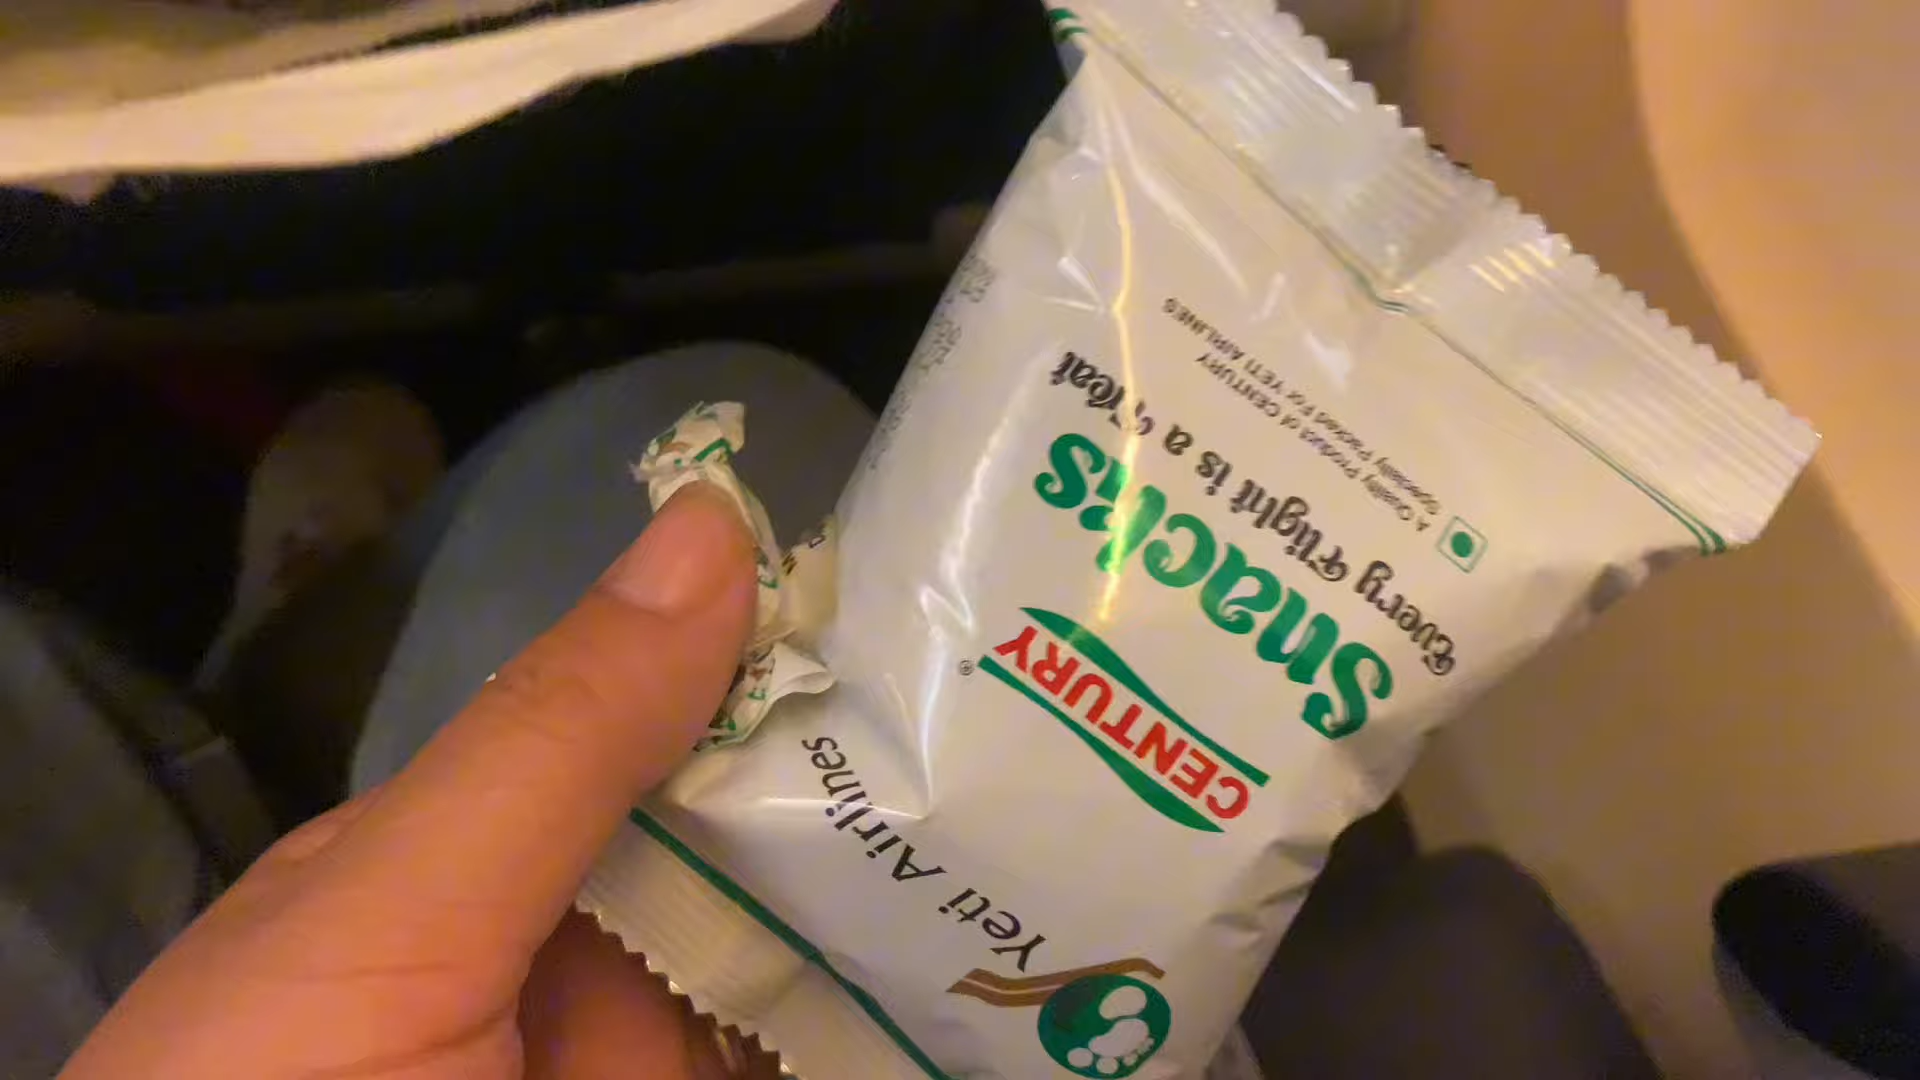 Yeti Airlines
CENTURY
®
Snacks
Every Flight is a Treat
A Quality Product of CENTURY
Specially Packed For YETI AIRLINES